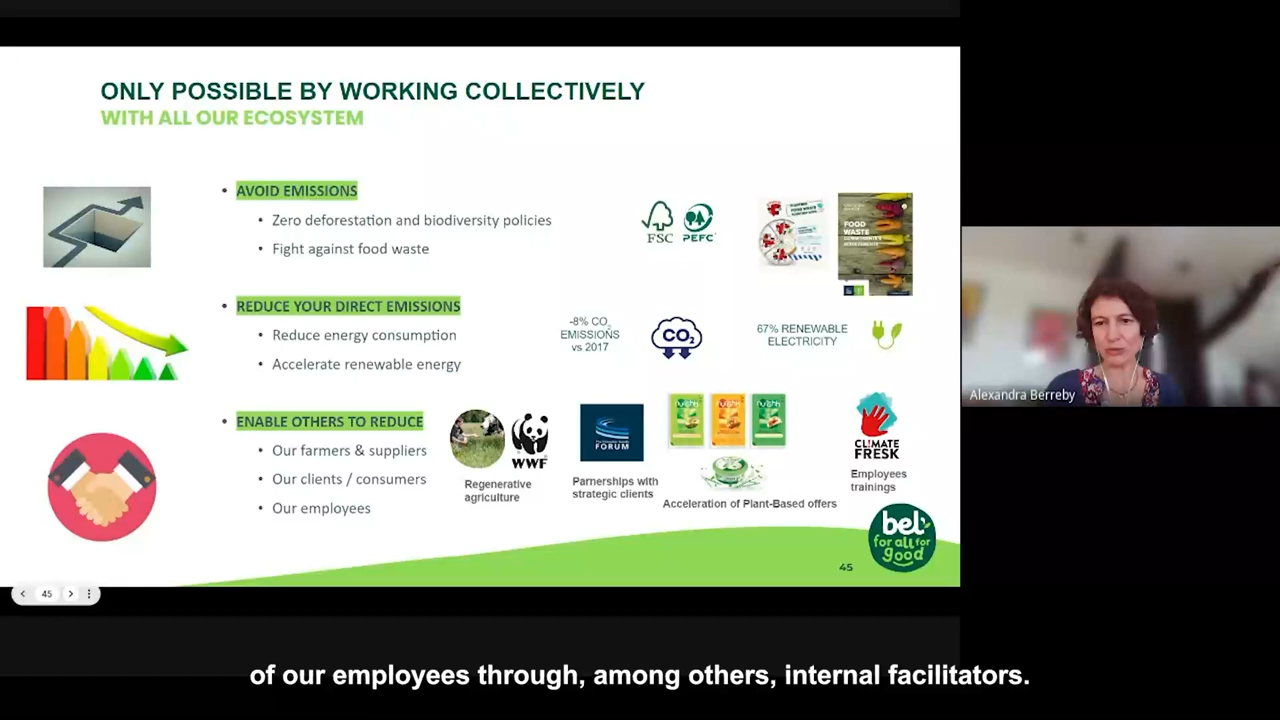 ONLY POSSIBLE BY WORKING COLLECTIVELY
WITH ALL OUR ECOSYSTEM
• AVOID EMISSIONS
• Zero deforestation and biodiversity policies
• Fight against food waste
FSC
PEFC
FOOD
WASTE
• REDUCE YOUR DIRECT EMISSIONS
• Reduce energy consumption
• Accelerate renewable energy
-8% CO2
EMISSIONS
vs 2017
CO2
67% RENEWABLE
ELECTRICITY
• ENABLE OTHERS TO REDUCE
• Our farmers & suppliers
• Our clients / consumers
• Our employees
WWF
Regenerative
agriculture
FORUM
Parnerships with
strategic clients
Acceleration of Plant-Based offers
CL!MATE
FRESK
Employees
trainings
bel
for all for
good
45
45
Alexandra Berreby
of our employees through, among others, internal facilitators.